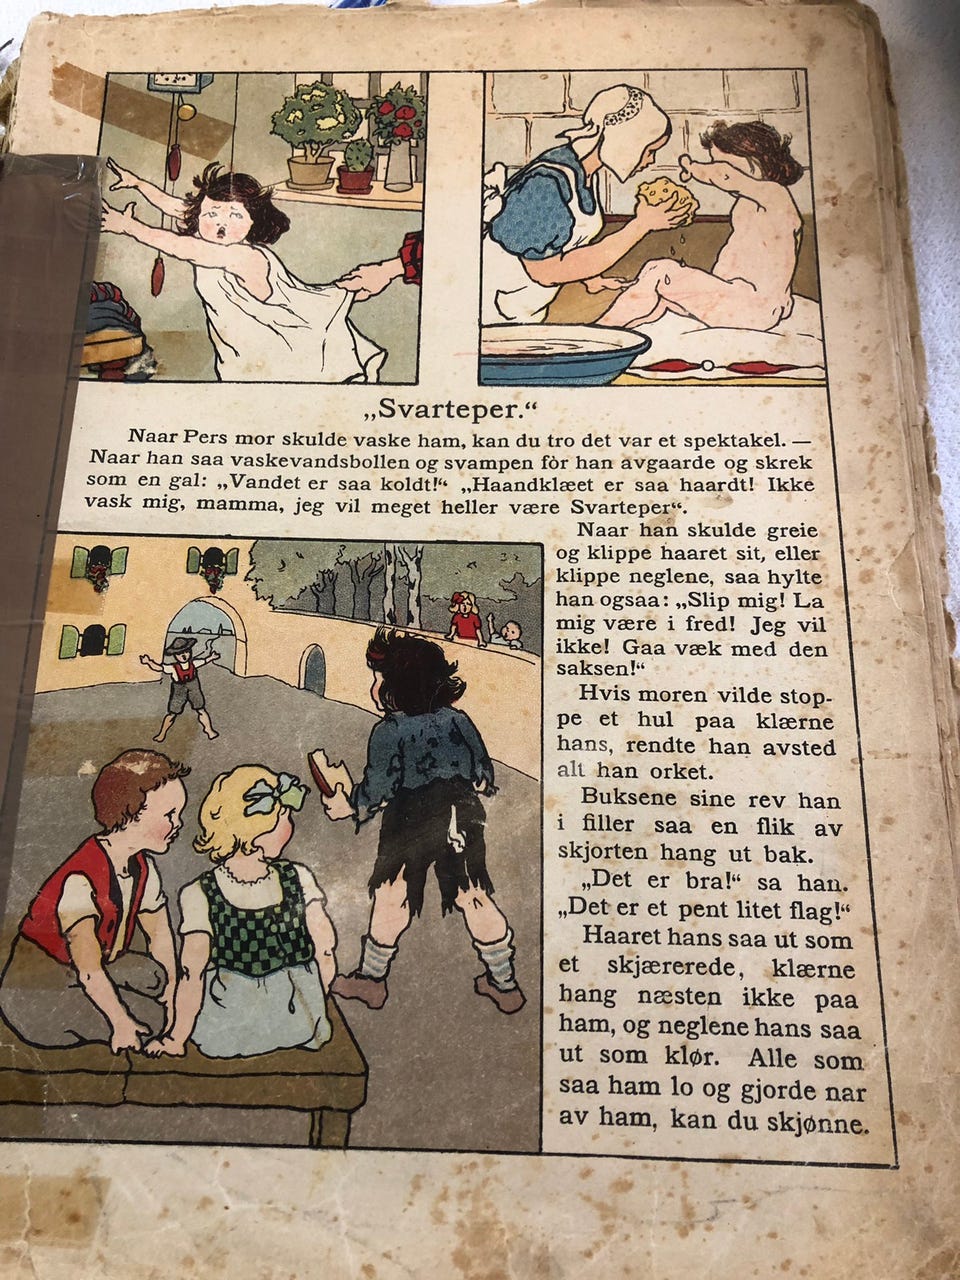 „Svarteper.“
Naar Pers mor skulde vaske ham, kan du tro det var et spektakel. —
Naar han saa vaskevandsbollen og svampen fòr han avgaarde og skrek
som en gal: „Vandet er saa koldt!“ „Haandklæet er saa haardt! Ikke
vask mig, mamma, jeg vil meget heller være Svarteper“.
Naar han skulde greie
og klippe haaret sit, eller
klippe neglene, saa hylte
han ogsaa: „Slip mig! La
mig være i fred! Jeg vil
ikke! Gaa væk med den
saksen!“
Hvis moren vilde stop-
pe et hul paa klærne
hans, rendte han avsted
alt han orket.
Buksene sine rev han
i filler saa en flik av
skjorten hang ut bak.
„Det er bra!“ sa han.
„Det er et pent litet flag!“
Haaret hans saa ut som
et skjærerede, klærne
hang næsten ikke paa
ham, og neglene hans saa
ut som klør. Alle som
saa ham lo og gjorde nar
av ham, kan du skjønne.